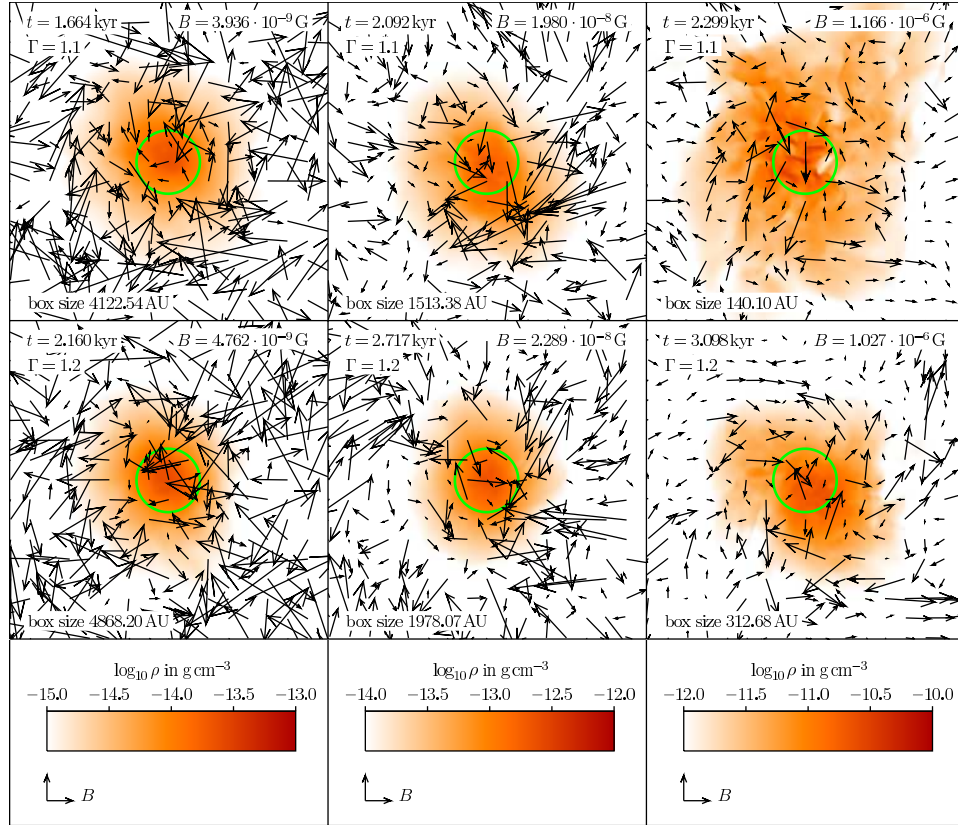 t = 1.664 kyr B = 3.936 · 10⁻⁹ G
Γ = 1.1
box size 4122.54 AU
t = 2.092 kyr B = 1.980 · 10⁻⁸ G
Γ = 1.1
box size 1513.38 AU
t = 2.299 kyr B = 1.166 · 10⁻⁶ G
Γ = 1.1
box size 140.10 AU
t = 2.160 kyr B = 4.762 · 10⁻⁹ G
Γ = 1.2
box size 4868.20 AU
t = 2.717 kyr B = 2.289 · 10⁻⁸ G
Γ = 1.2
box size 1978.07 AU
t = 3.098 kyr B = 1.027 · 10⁻⁶ G
Γ = 1.2
box size 312.68 AU
log₁₀ ρ in g cm⁻³
−15.0 −14.5 −14.0 −13.5 −13.0
B
log₁₀ ρ in g cm⁻³
−14.0 −13.5 −13.0 −12.5 −12.0
B
log₁₀ ρ in g cm⁻³
−12.0 −11.5 −11.0 −10.5 −10.0
B